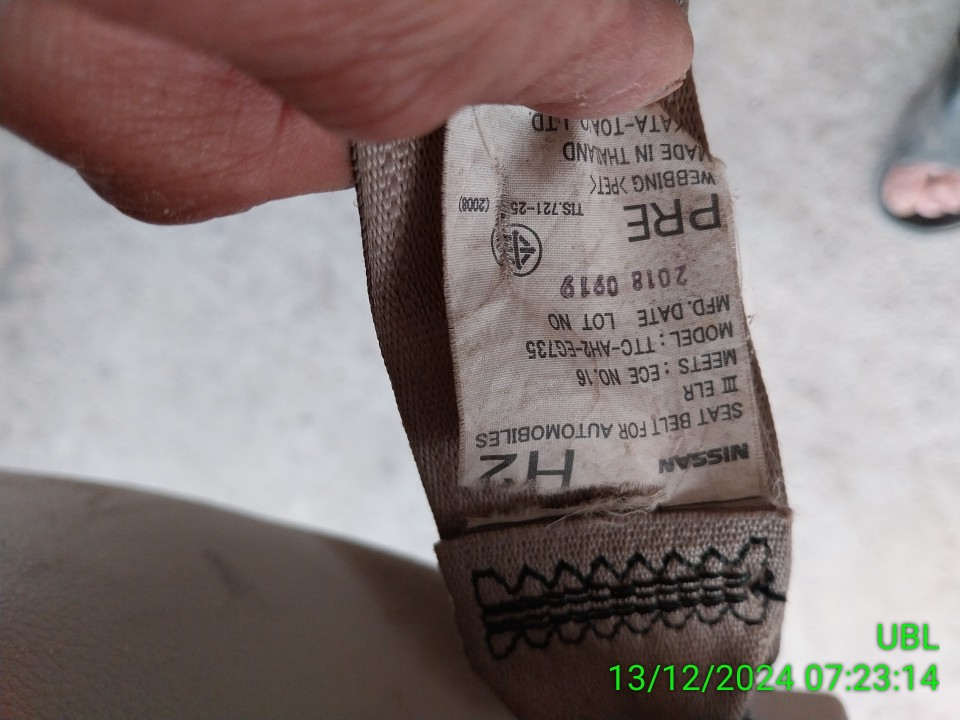 NISSAN H2
SEAT BELT FOR AUTOMOBILES
III ELR
MEETS : ECE NO.16
MODEL : TTC-AH2-EG735
MFD. DATE LOT NO
2018 0919
PRE
TIS.721-25 (2008)
WEBBING >PET<
MADE IN THAILAND
LTD.
UBL
13/12/2024 07:23:14